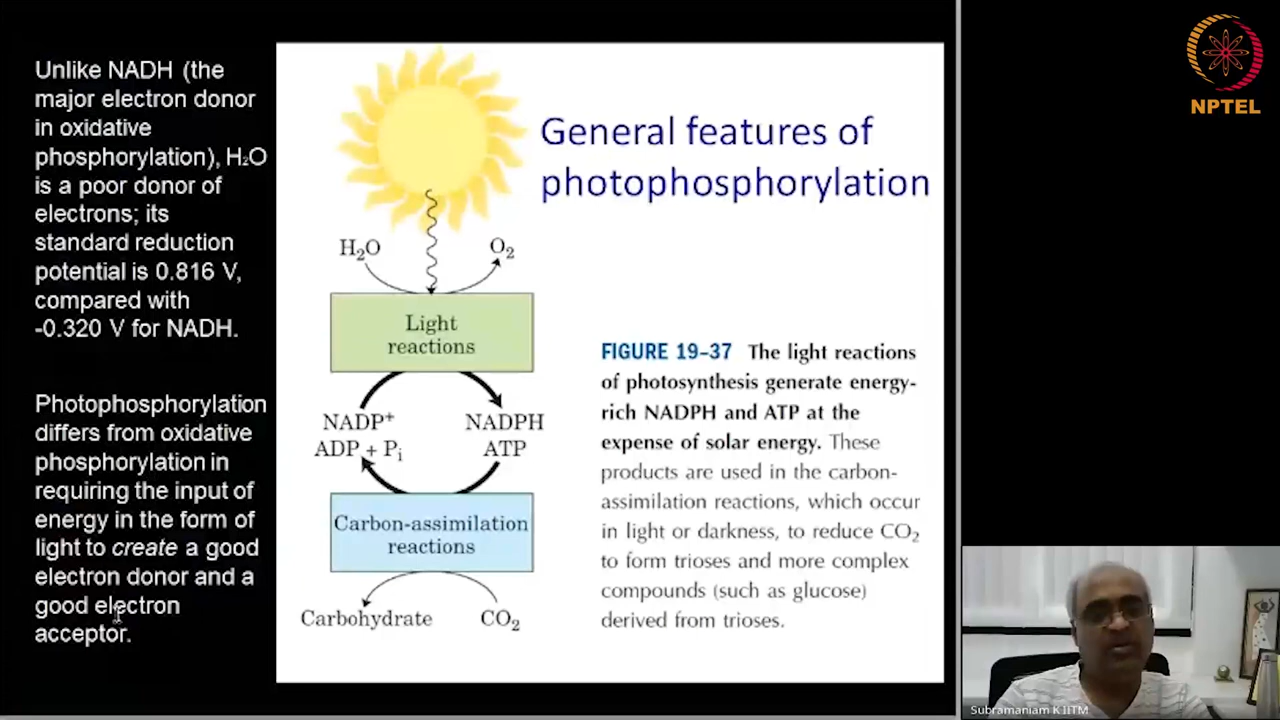 Unlike NADH (the
major electron donor
in oxidative
phosphorylation), H₂O
is a poor donor of
electrons; its
standard reduction
potential is 0.816 V,
compared with
-0.320 V for NADH.
Photophosphorylation
differs from oxidative
phosphorylation in
requiring the input of
energy in the form of
light to create a good
electron donor and a
good electron
acceptor.
General features of
photophosphorylation
H₂O
O₂
Light
reactions
NADP⁺
ADP + Pᵢ
NADPH
ATP
Carbon-assimilation
reactions
Carbohydrate
CO₂
FIGURE 19–37 The light reactions
of photosynthesis generate energy-
rich NADPH and ATP at the
expense of solar energy. These
products are used in the carbon-
assimilation reactions, which occur
in light or darkness, to reduce CO₂
to form trioses and more complex
compounds (such as glucose)
derived from trioses.
NPTEL
Subramaniam K IITM